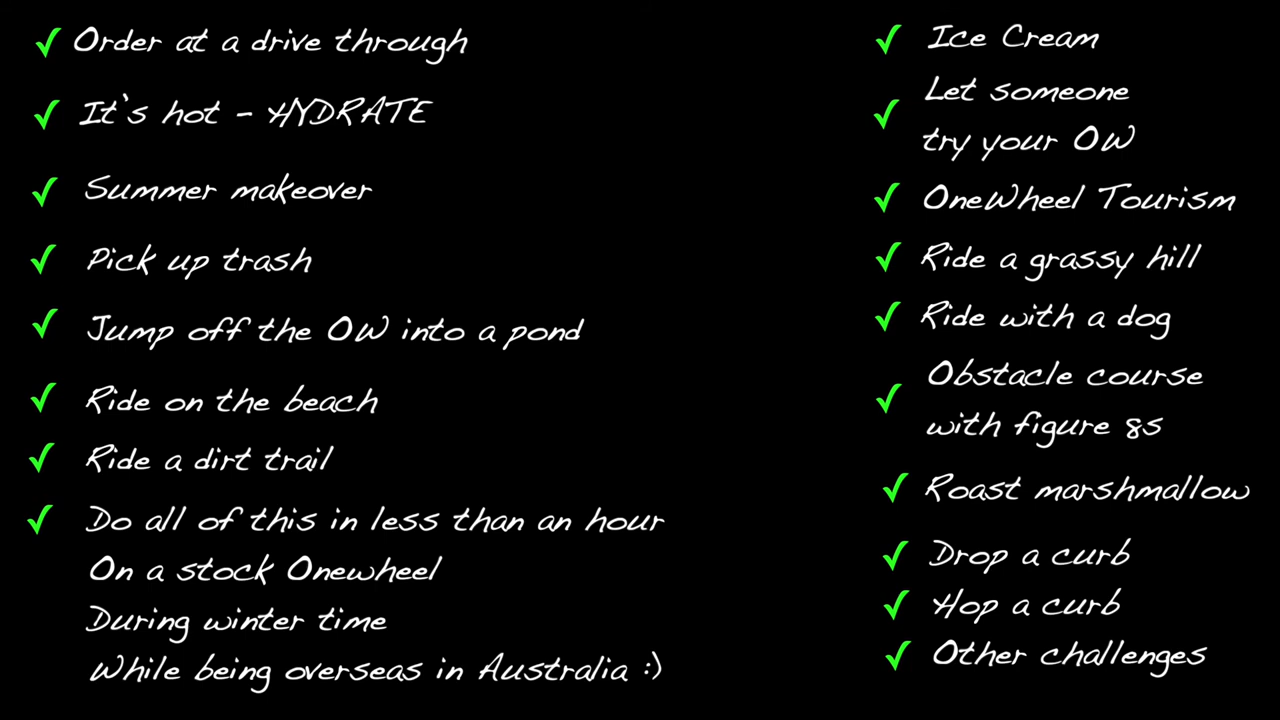 ✓ Order at a drive through
✓ It's hot - HYDRATE
✓ Summer makeover
✓ Pick up trash
✓ Jump off the OW into a pond
✓ Ride on the beach
✓ Ride a dirt trail
✓ Do all of this in less than an hour
On a stock Onewheel
During winter time
While being overseas in Australia :)
✓ Ice Cream
✓ Let someone
try your OW
✓ OneWheel Tourism
✓ Ride a grassy hill
✓ Ride with a dog
✓ Obstacle course
with figure 8s
✓ Roast marshmallow
✓ Drop a curb
✓ Hop a curb
✓ Other challenges